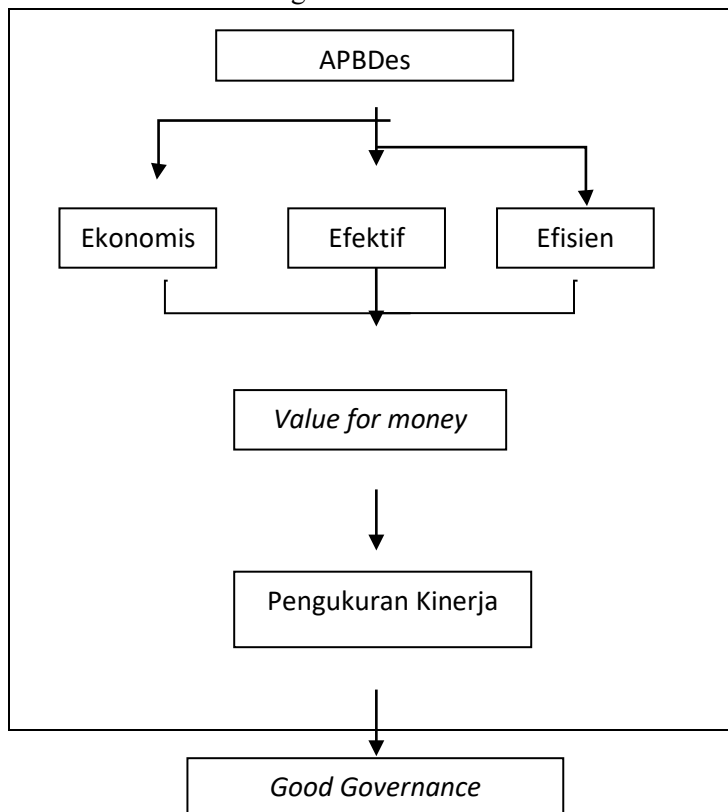 APBDes
Ekonomis Efektif Efisien
Value for money
Pengukuran Kinerja
Good Governance